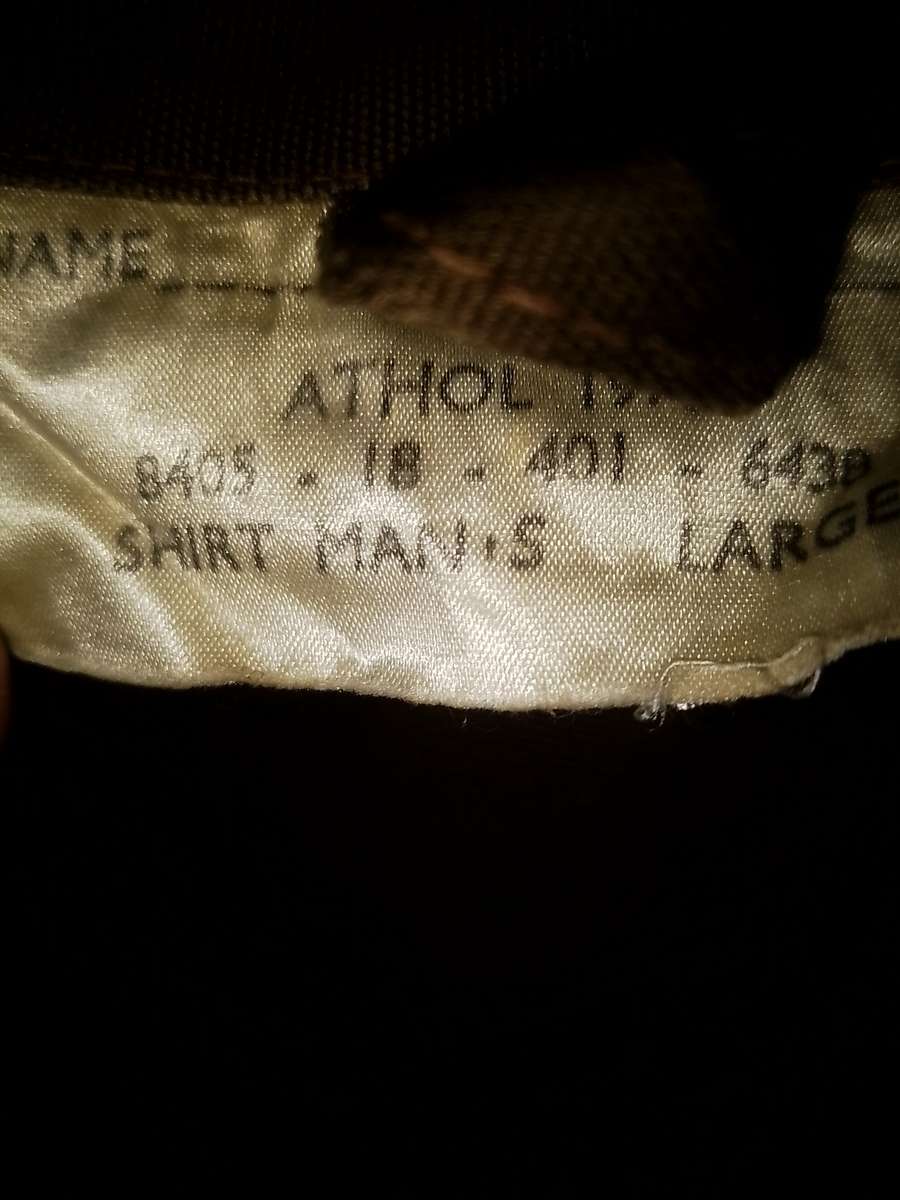 NAME
ATHOL
8405 - 18 - 401 - 6438
SHIRT MAN'S LARGE